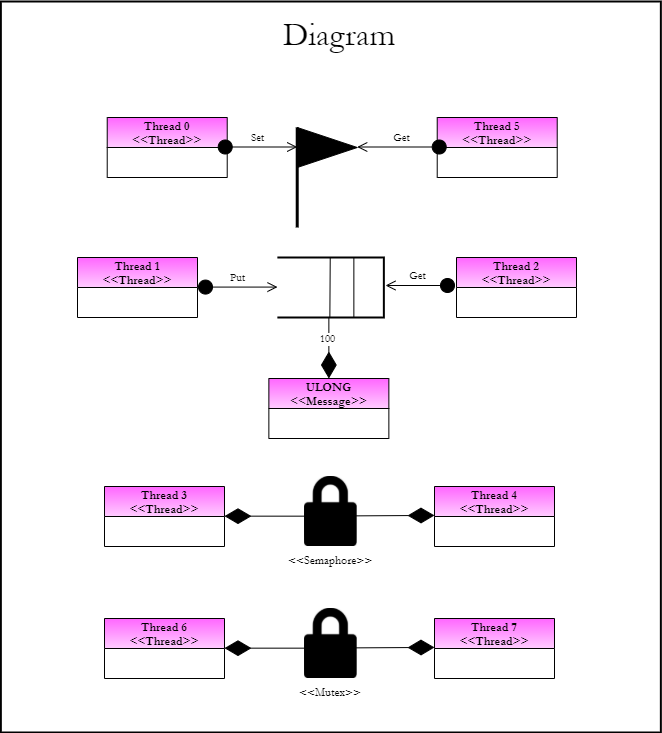 Diagram
Thread 0
<<Thread>>
Set
Get
Thread 5
<<Thread>>
Thread 1
<<Thread>>
Put
Get
Thread 2
<<Thread>>
100
ULONG
<<Message>>
Thread 3
<<Thread>>
Thread 4
<<Thread>>
<<Semaphore>>
Thread 6
<<Thread>>
Thread 7
<<Thread>>
<<Mutex>>